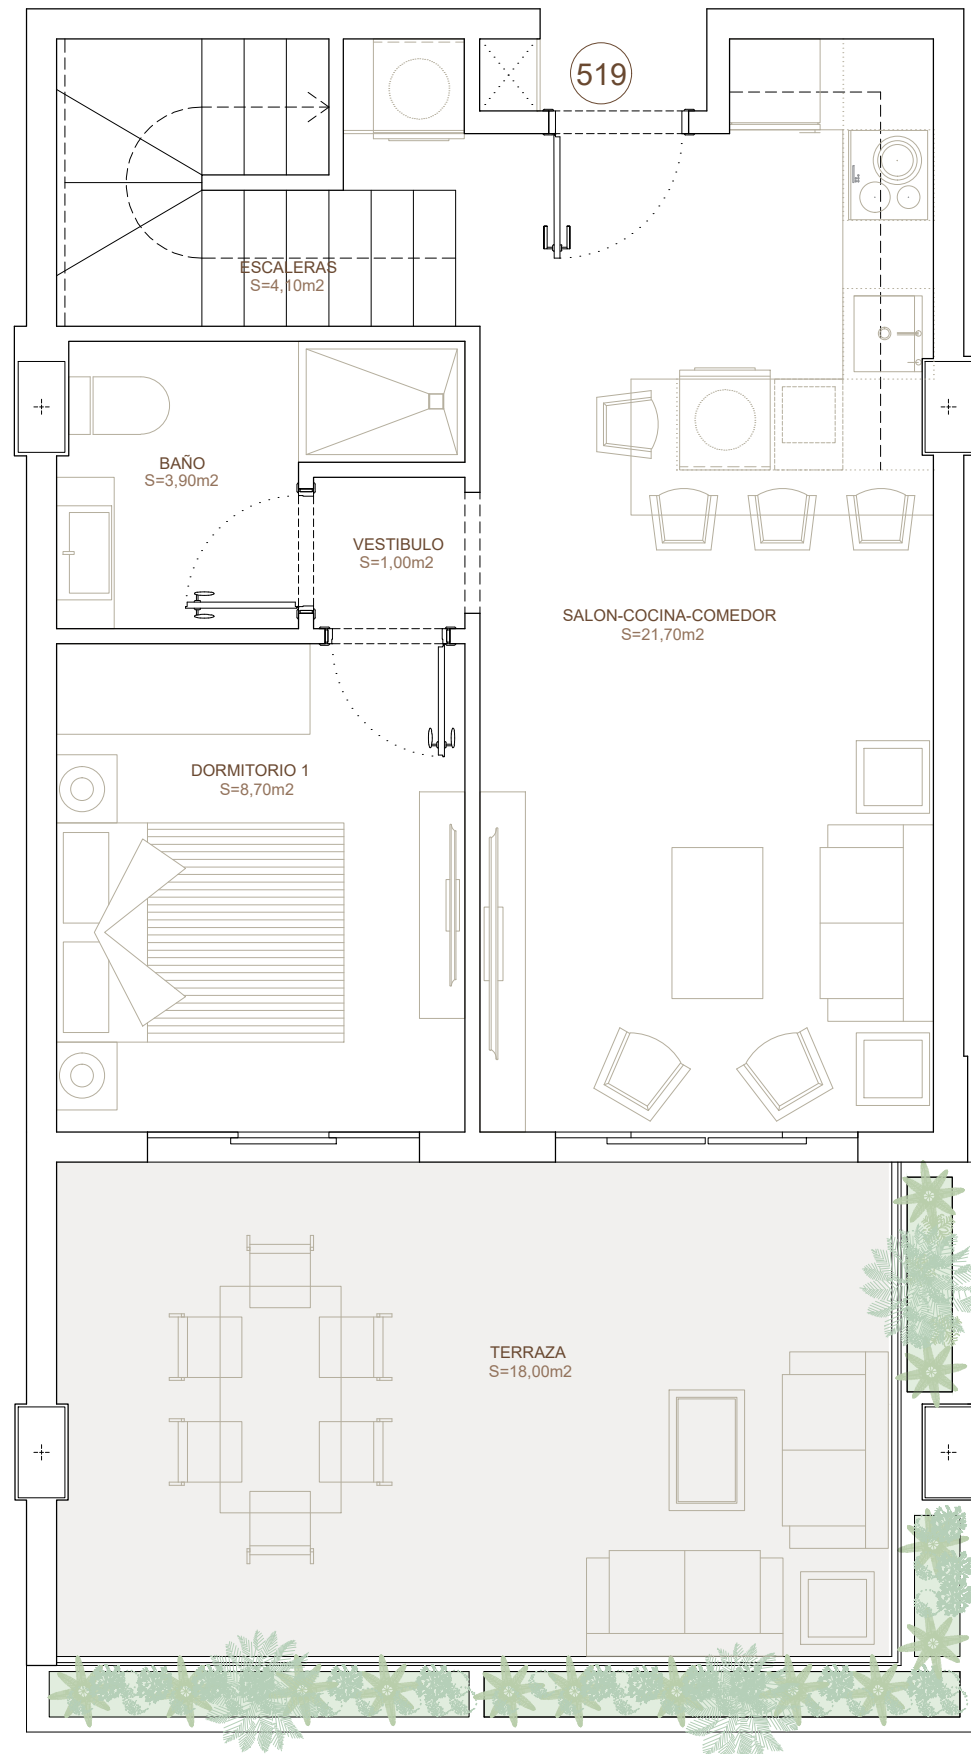 519
ESCALERAS
S=4,10m2
BAÑO
S=3,90m2
VESTIBULO
S=1,00m2
SALON-COCINA-COMEDOR
S=21,70m2
DORMITORIO 1
S=8,70m2
TERRAZA
S=18,00m2